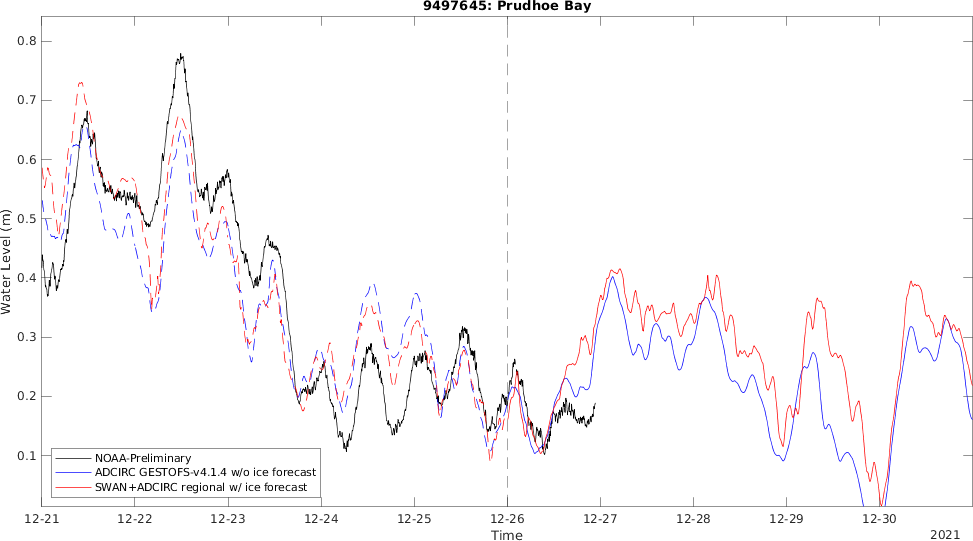 9497645: Prudhoe Bay
0.8
0.7
0.6
0.5
0.4
0.3
0.2
0.1
Water Level (m)
NOAA-Preliminary
ADCIRC GESTOFS-v4.1.4 w/o ice forecast
SWAN+ADCIRC regional w/ ice forecast
12-21 12-22 12-23 12-24 12-25 12-26 12-27 12-28 12-29 12-30
Time
2021